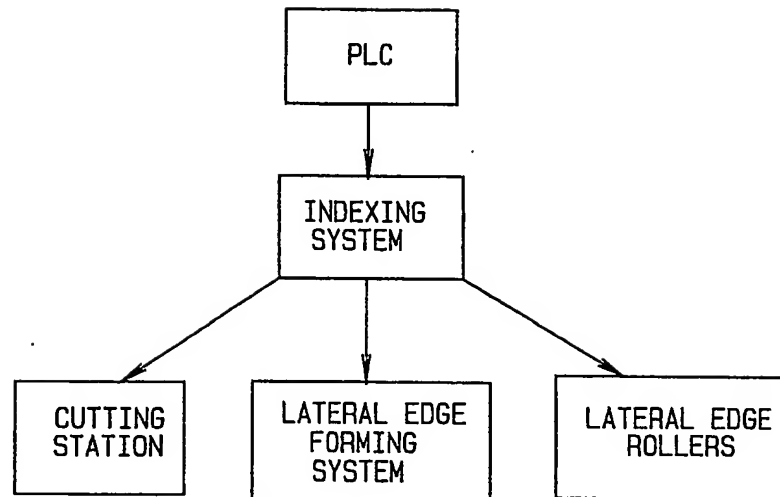 PLC
INDEXING
SYSTEM
CUTTING
STATION
LATERAL EDGE
FORMING
SYSTEM
LATERAL EDGE
ROLLERS